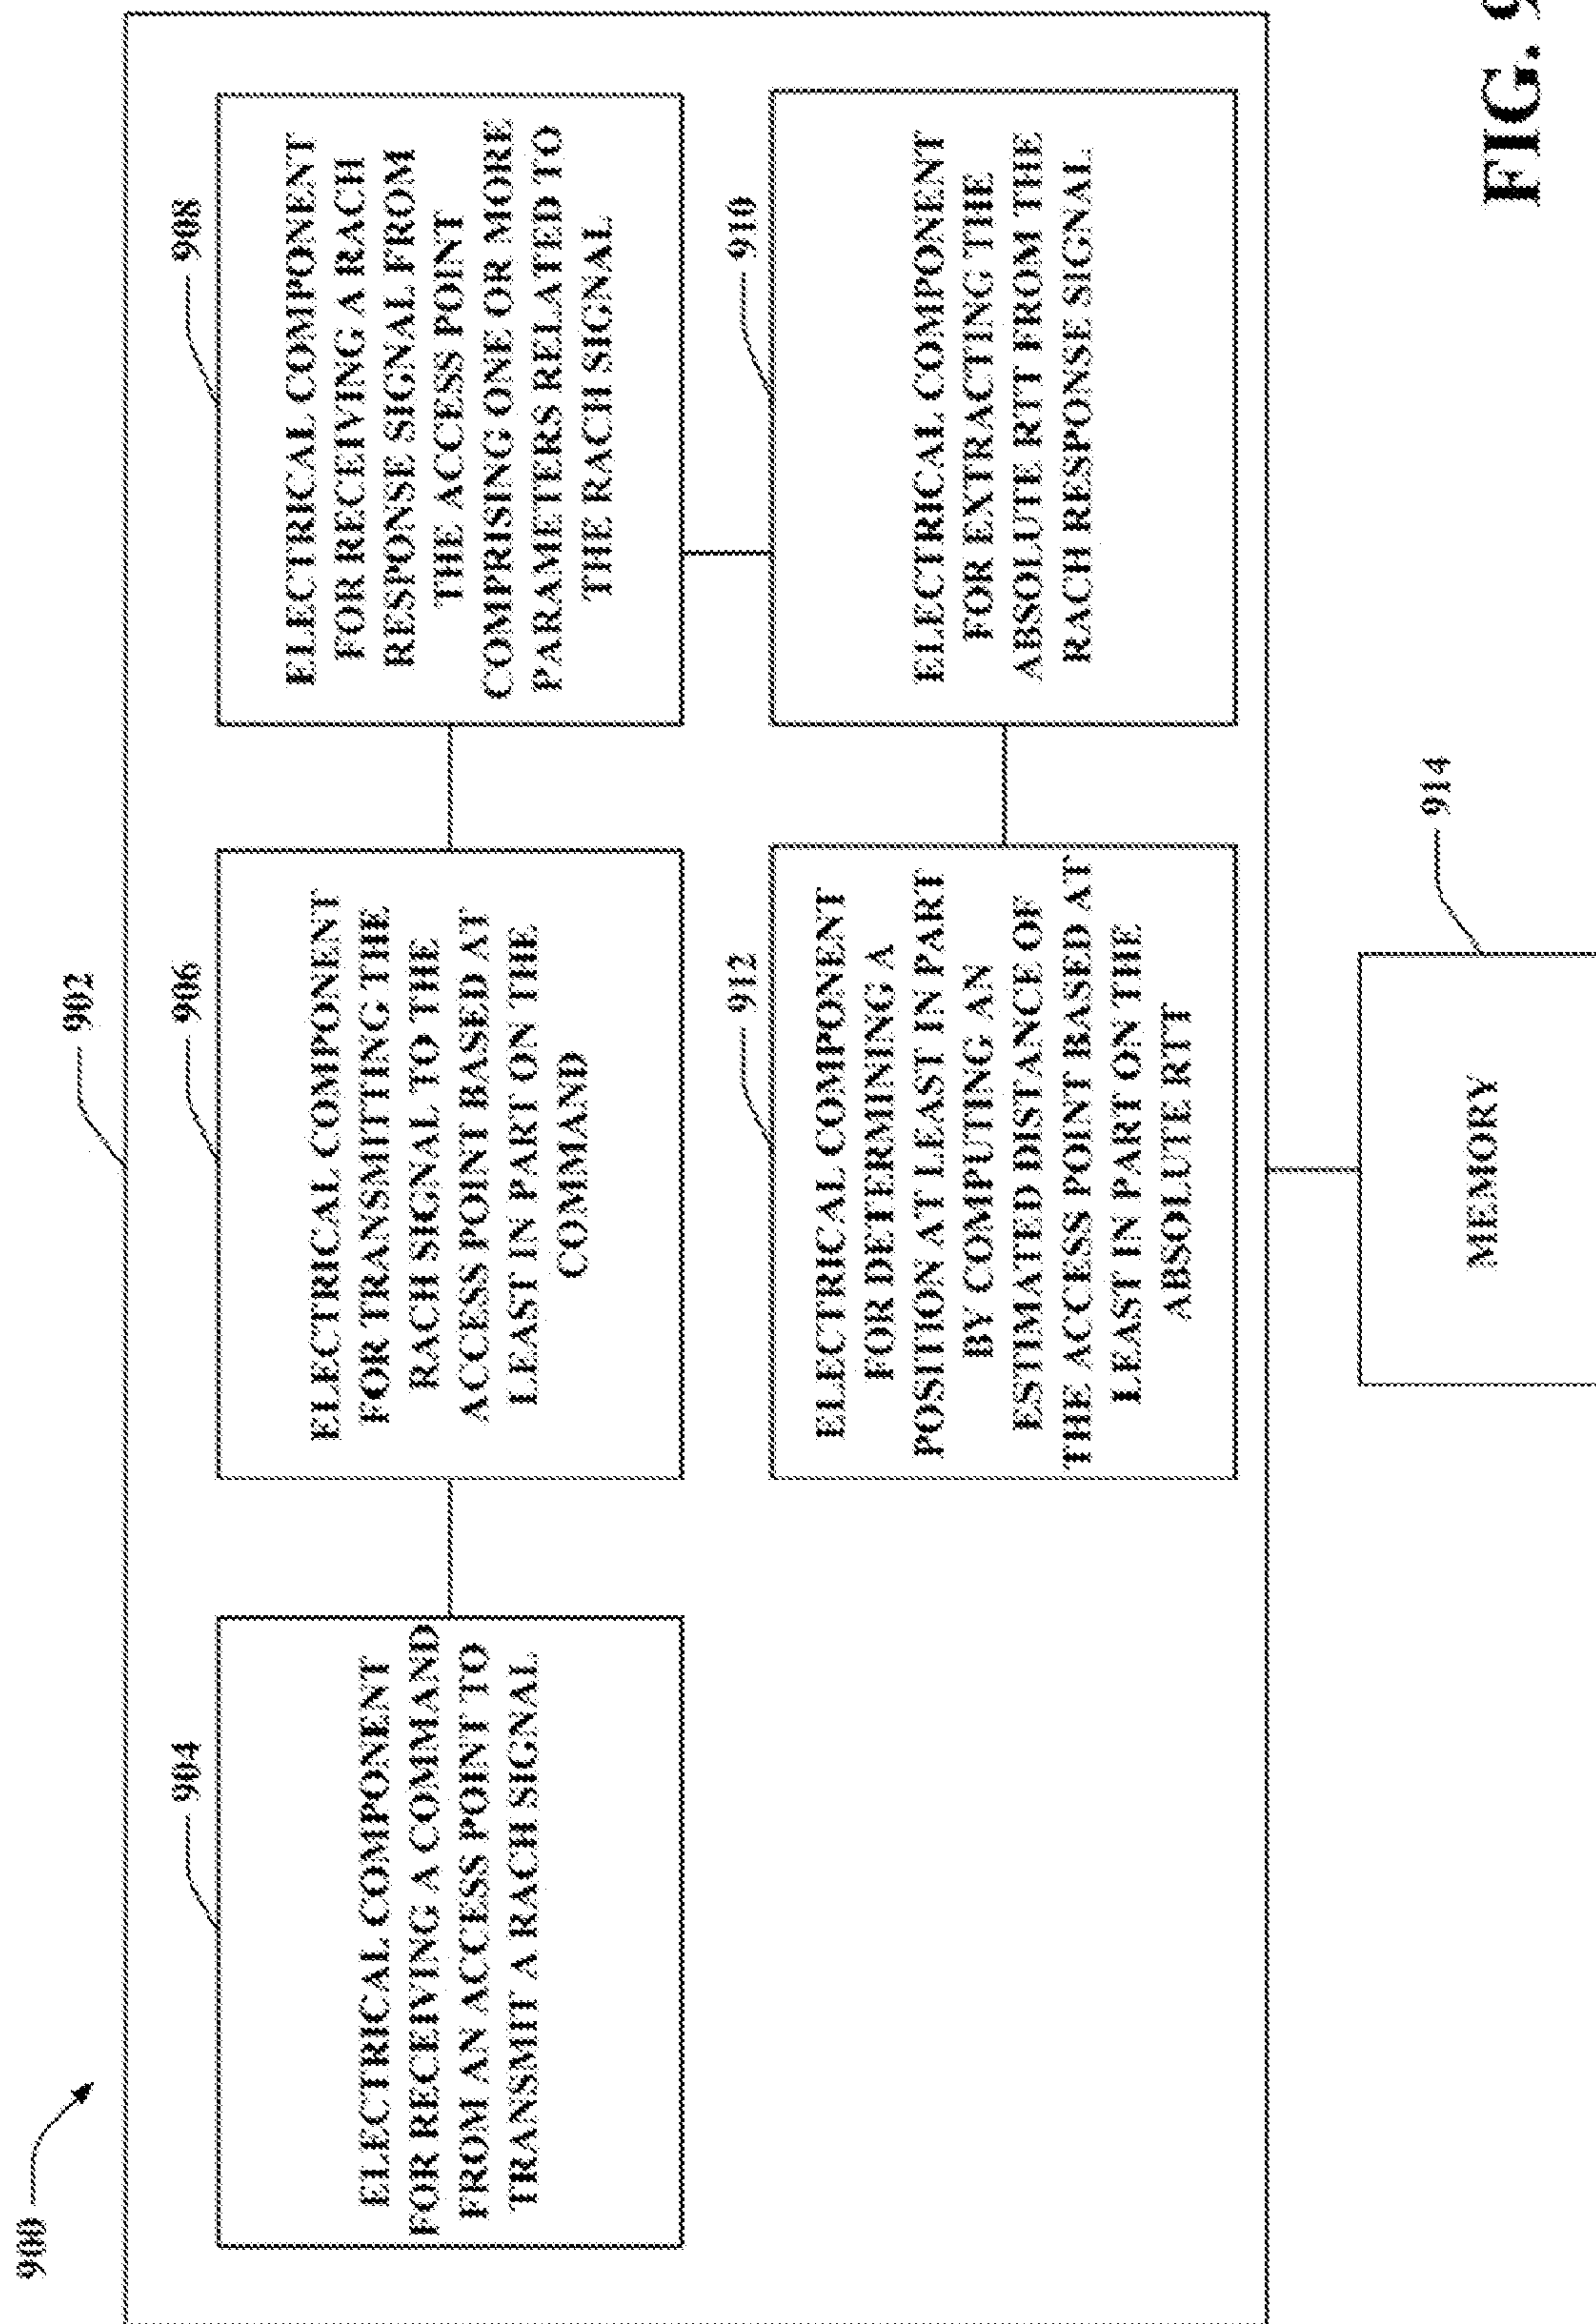 900
902
904
ELECTRICAL COMPONENT
FOR RECEIVING A COMMAND
FROM AN ACCESS POINT TO
TRANSMIT A RACH SIGNAL
906
ELECTRICAL COMPONENT
FOR TRANSMITING THE
RACH SIGNAL TO THE
ACCESS POINT BASED AT
LEAST IN PART ON THE
COMMAND
908
ELECTRICAL COMPONENT
FOR RECEIVING A RACH
RESPONSE SIGNAL FROM
THE ACCESS POINT
COMPRISING ONE OR MORE
PARAMETERS RELATED TO
THE RACH SIGNAL
912
ELECTRICAL COMPONENT
FOR DETERMINING A
POSITION AT LEAST IN PART
BY COMPUTING AN
ESTIMATED DISTANCE OF
THE ACCESS POINT BASED AT
LEAST IN PART ON THE
ABSOLUTE RTT
910
ELECTRICAL COMPONENT
FOR EXTRACTING THE
ABSOLUTE RTT FROM THE
RACH RESPONSE SIGNAL
914
MEMORY
FIG. 9